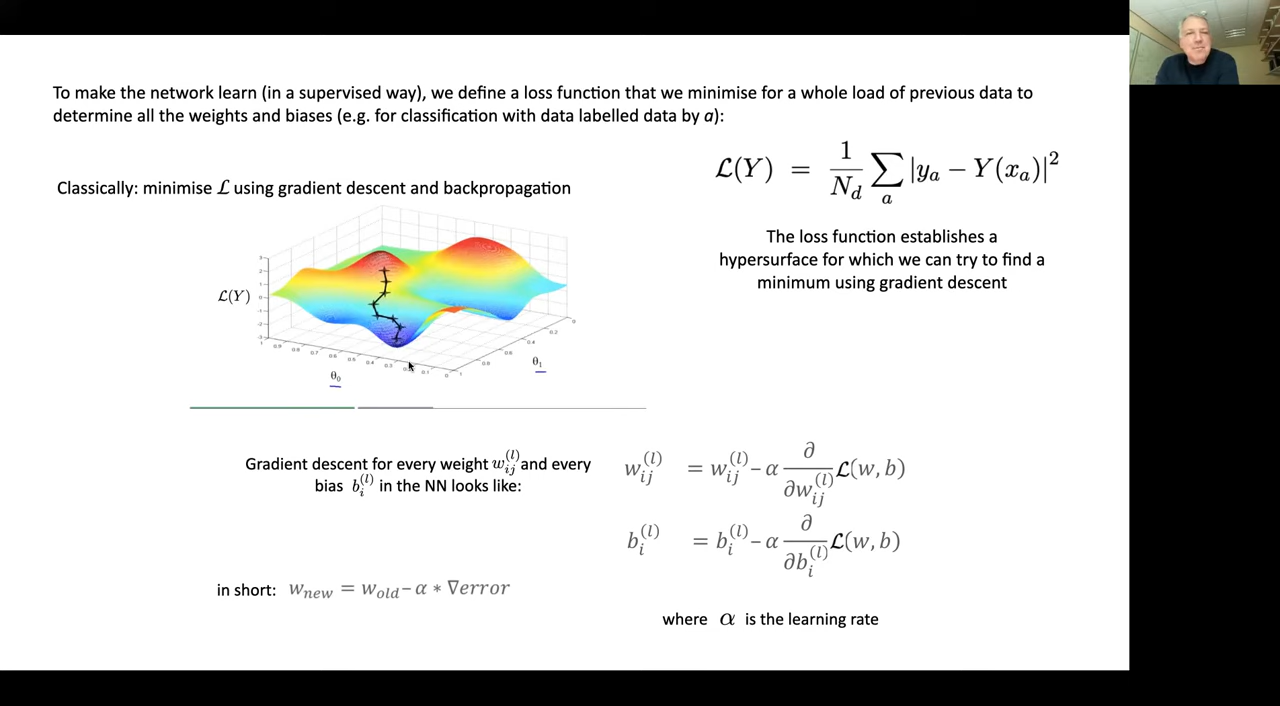 To make the network learn (in a supervised way), we define a loss function that we minimise for a whole load of previous data to
determine all the weights and biases (e.g. for classification with data labelled data by a):
ℒ(Y) = 1/N_d ∑_a |y_a − Y(x_a)|²
Classically: minimise ℒ using gradient descent and backpropagation
The loss function establishes a
hypersurface for which we can try to find a
minimum using gradient descent
ℒ(Y)
θ₀
θ₁
Gradient descent for every weight w_ij^(l) and every
bias b_i^(l) in the NN looks like:
w_ij^(l) = w_ij^(l) − α ∂/∂w_ij^(l) ℒ(w, b)
b_i^(l) = b_i^(l) − α ∂/∂b_i^(l) ℒ(w, b)
in short: w_new = w_old − α * ∇error
where α is the learning rate